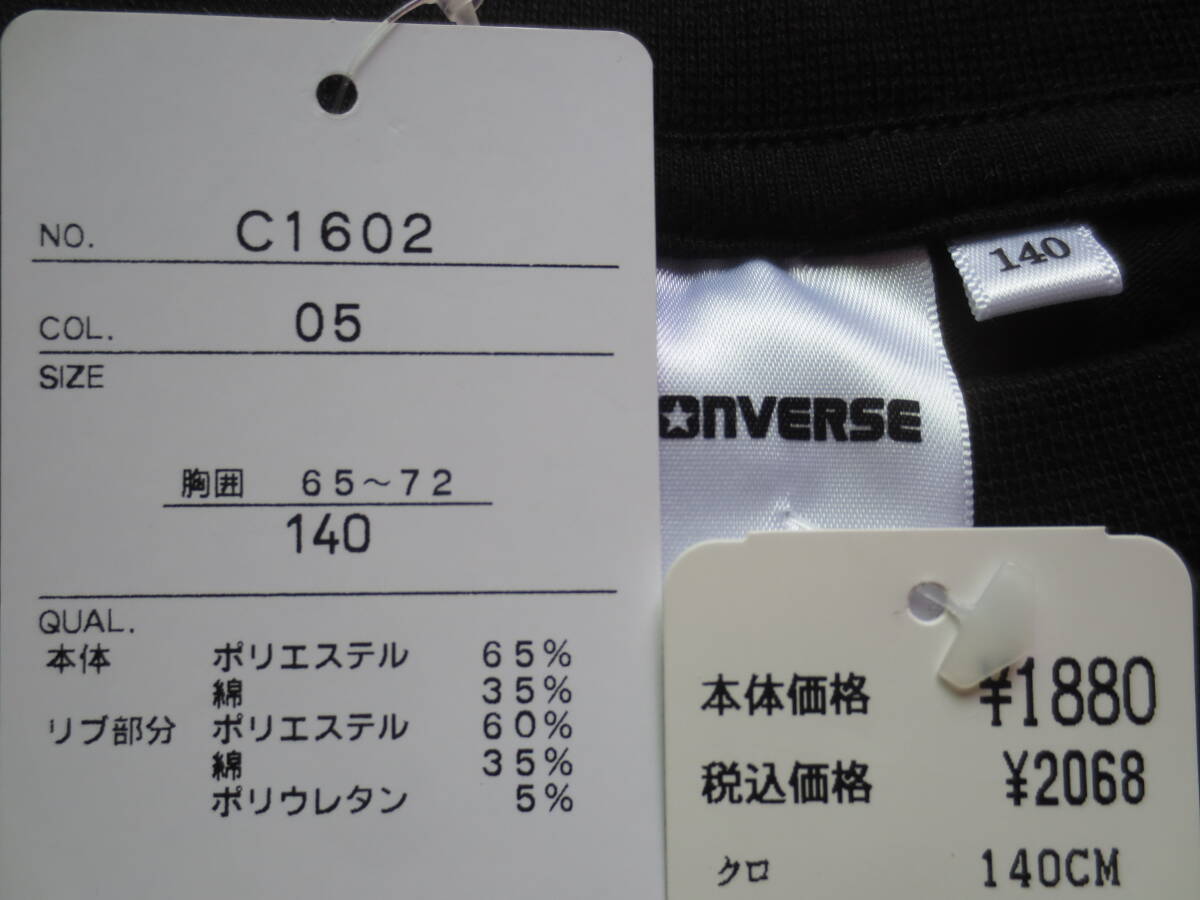 NO. C1602
COL. 05
SIZE
胸囲 65~72
140
QUAL.
本体 ポリエステル 65%
綿 35%
リブ部分 ポリエステル 60%
綿 35%
ポリウレタン 5%
140
CONVERSE
本体価格 ¥1880
税込価格 ¥2068
クロ 140CM